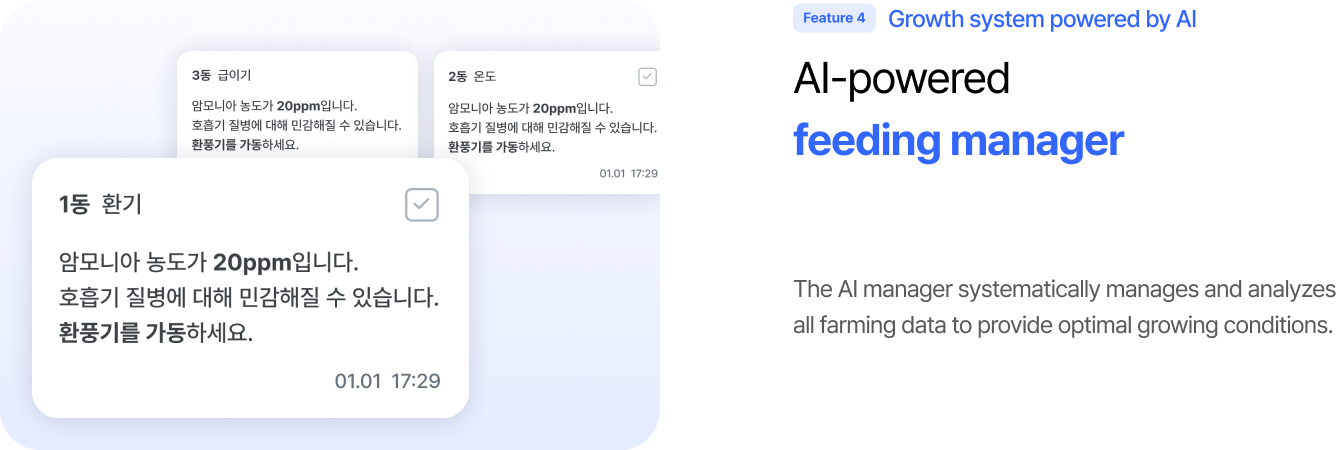 3동 급이기
암모니아 농도가 20ppm입니다.
호흡기 질병에 대해 민감해질 수 있습니다.
환풍기를 가동하세요.
2동 온도
암모니아 농도가 20ppm입니다.
호흡기 질병에 대해 민감해질 수 있습니다.
환풍기를 가동하세요.
01.01 17:29
1동 환기
암모니아 농도가 20ppm입니다.
호흡기 질병에 대해 민감해질 수 있습니다.
환풍기를 가동하세요.
01.01 17:29
Feature 4 Growth system powered by AI
AI-powered
feeding manager
The AI manager systematically manages and analyzes
all farming data to provide optimal growing conditions.